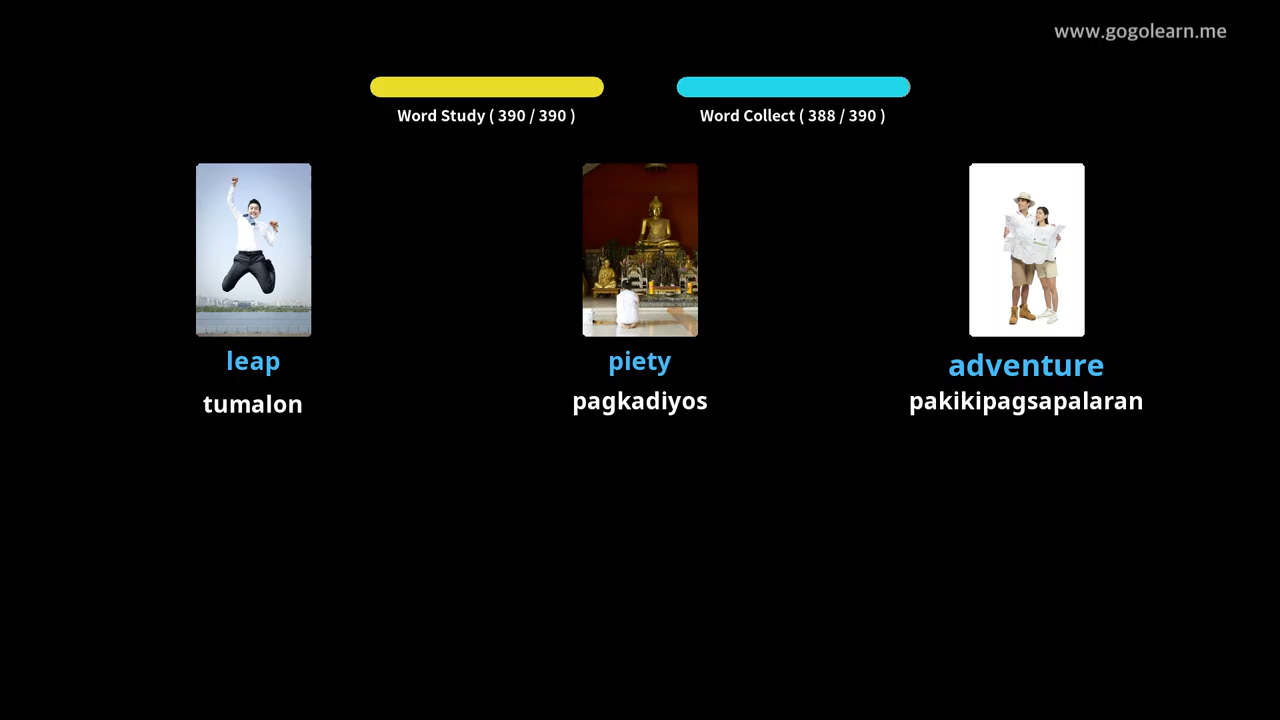 www.gogolearn.me
Word Study ( 390 / 390 )
Word Collect ( 388 / 390 )
leap
piety
adventure
tumalon
pagkadiyos
pakikipagsapalaran